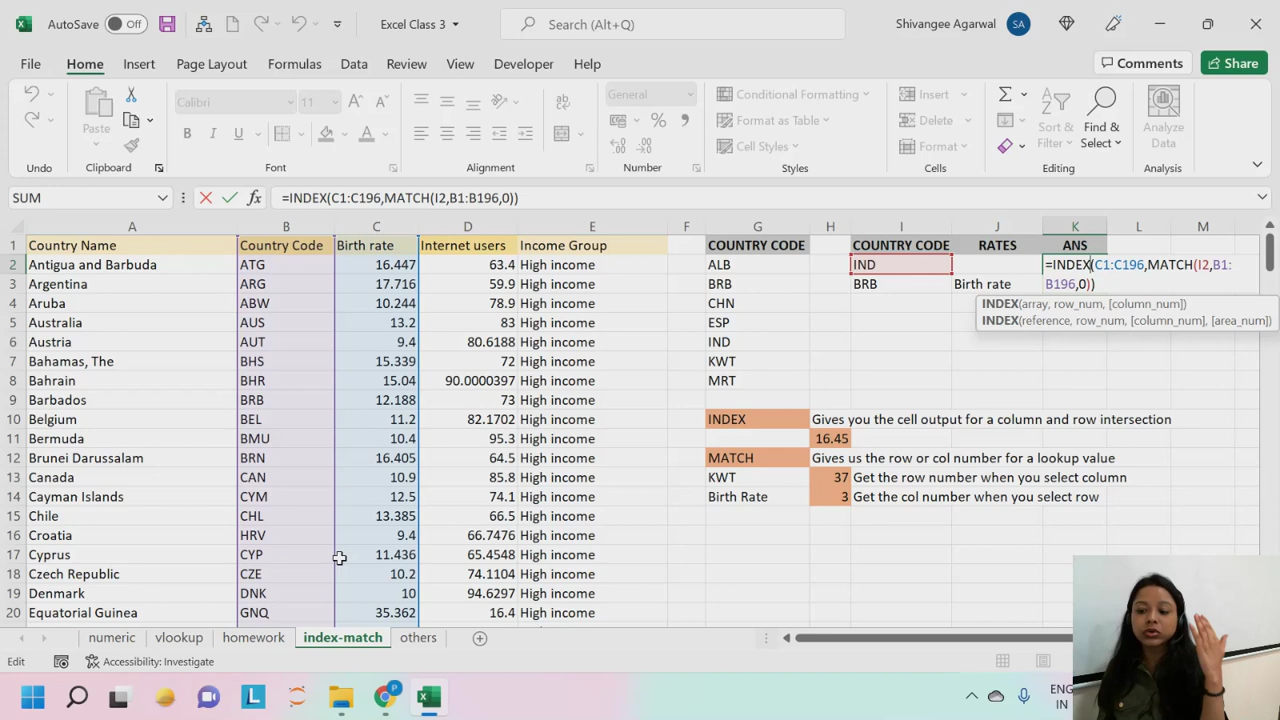 AutoSave Off Excel Class 3 Search (Alt+Q) Shivangee Agarwal SA
File Home Insert Page Layout Formulas Data Review View Developer Help Comments Share
Calibri 11 General Conditional Formatting Insert
Paste Format as Table Delete Sort & Filter Find & Select Analyze Data
B I U Cell Styles Format
Undo Clipboard Font Alignment Number Styles Cells Editing Analysis
SUM =INDEX(C1:C196,MATCH(I2,B1:B196,0))
A B C D E F G H I J K L M
1 Country Name Country Code Birth rate Internet users Income Group COUNTRY CODE COUNTRY CODE RATES ANS
2 Antigua and Barbuda ATG 16.447 63.4 High income ALB IND =INDEX(C1:C196,MATCH(I2,B1:
3 Argentina ARG 17.716 59.9 High income BRB BRB Birth rate B196,0))
4 Aruba ABW 10.244 78.9 High income CHN INDEX(array, row_num, [column_num])
5 Australia AUS 13.2 83 High income ESP INDEX(reference, row_num, [column_num], [area_num])
6 Austria AUT 9.4 80.6188 High income IND
7 Bahamas, The BHS 15.339 72 High income KWT
8 Bahrain BHR 15.04 90.0000397 High income MRT
9 Barbados BRB 12.188 73 High income
10 Belgium BEL 11.2 82.1702 High income INDEX Gives you the cell output for a column and row intersection
11 Bermuda BMU 10.4 95.3 High income 16.45
12 Brunei Darussalam BRN 16.405 64.5 High income MATCH Gives us the row or col number for a lookup value
13 Canada CAN 10.9 85.8 High income KWT 37 Get the row number when you select column
14 Cayman Islands CYM 12.5 74.1 High income Birth Rate 3 Get the col number when you select row
15 Chile CHL 13.385 66.5 High income
16 Croatia HRV 9.4 66.7476 High income
17 Cyprus CYP 11.436 65.4548 High income
18 Czech Republic CZE 10.2 74.1104 High income
19 Denmark DNK 10 94.6297 High income
20 Equatorial Guinea GNQ 35.362 16.4 High income
numeric vlookup homework index-match others
Edit Accessibility: Investigate
ENG
IN